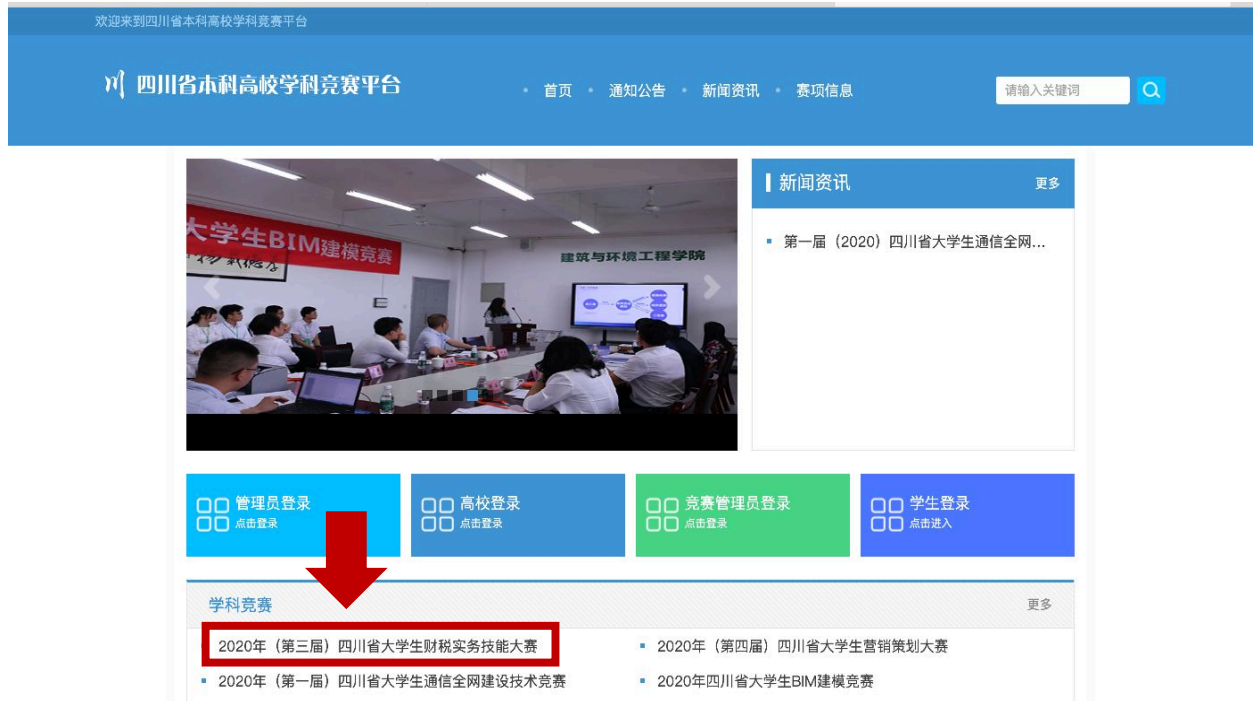 欢迎来到四川省本科高校学科竞赛平台
四川省本科高校学科竞赛平台
首页
通知公告
新闻资讯
赛项信息
请输入关键词
大学生BIM建模竞赛
建筑与环境工程学院
新闻资讯
更多
第一届（2020）四川省大学生通信全网...
管理员登录
点击登录
高校登录
点击登录
竞赛管理员登录
点击登录
学生登录
点击进入
学科竞赛
更多
2020年（第三届）四川省大学生财税实务技能大赛
2020年（第四届）四川省大学生营销策划大赛
2020年（第一届）四川省大学生通信全网建设技术竞赛
2020年四川省大学生BIM建模竞赛